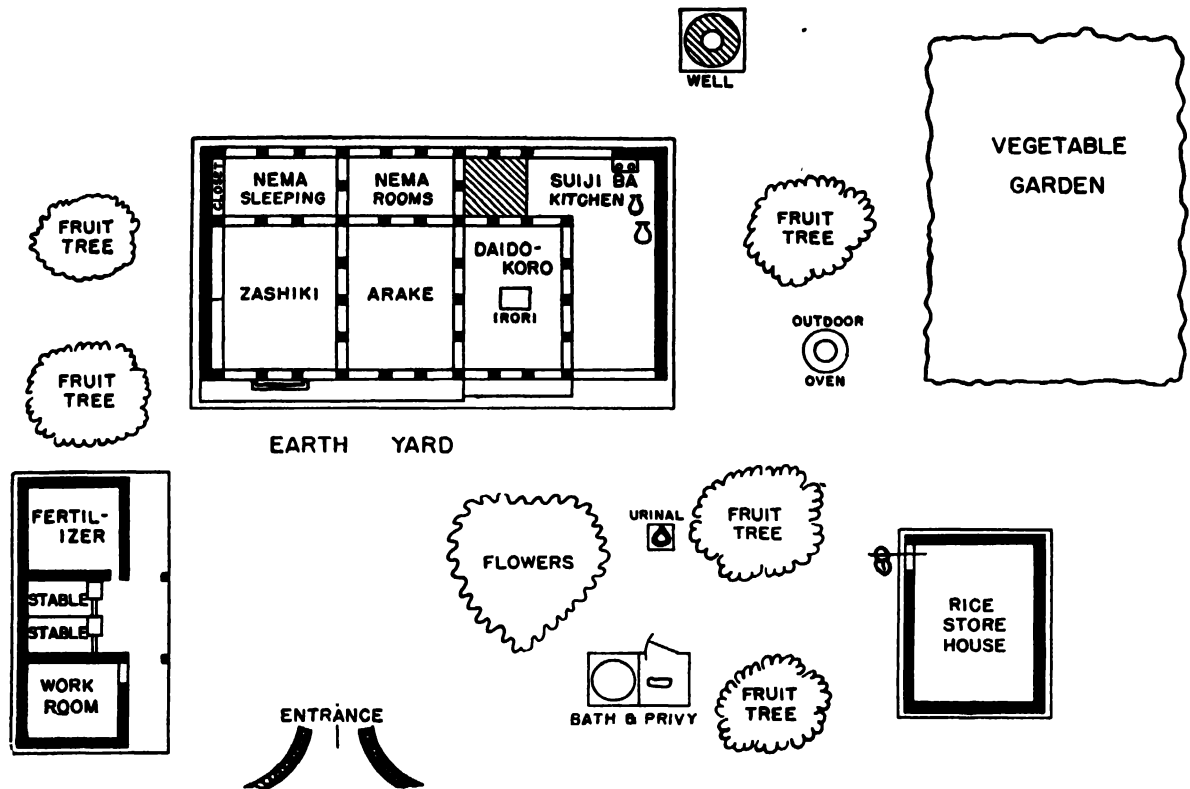 WELL
VEGETABLE
GARDEN
CLOSET
NEMA
SLEEPING
NEMA
ROOMS
SUIJI BA
KITCHEN
FRUIT
TREE
FRUIT
TREE
DAIDO-
KORO
ZASHIKI
ARAKE
IRORI
OUTDOOR
OVEN
FRUIT
TREE
EARTH YARD
FERTIL-
IZER
STABLE
STABLE
WORK
ROOM
FLOWERS
URINAL
FRUIT
TREE
RICE
STORE
HOUSE
ENTRANCE
BATH & PRIVY
FRUIT
TREE